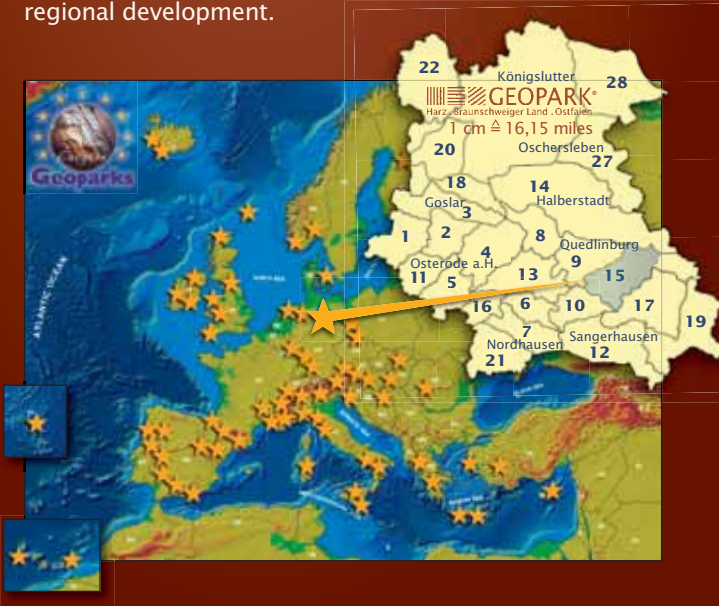 regional development.
22
Königslutter
28
GEOPARK®
Harz . Braunschweiger Land . Ostfalen
1 cm ≙ 16,15 miles
20
Oschersleben
27
18
14
Goslar
3
Halberstadt
1
2
8
Quedlinburg
4
9
Osterode a.H.
11
5
13
15
16
6
10
17
19
7
Nordhausen
Sangerhausen
12
21
Geoparks
ATLANTIC OCEAN
NORTH SEA